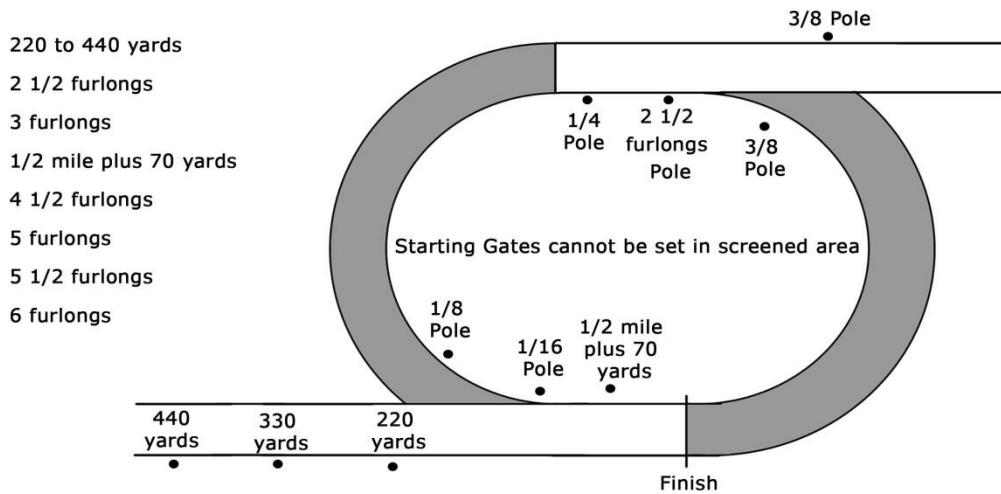 3/8 Pole
220 to 440 yards
2 1/2 furlongs
3 furlongs
1/2 mile plus 70 yards
4 1/2 furlongs
5 furlongs
5 1/2 furlongs
6 furlongs
1/4
Pole
2 1/2
furlongs
Pole
3/8
Pole
Starting Gates cannot be set in screened area
1/8
Pole
1/16
Pole
1/2 mile
plus 70
yards
440
yards
330
yards
220
yards
Finish